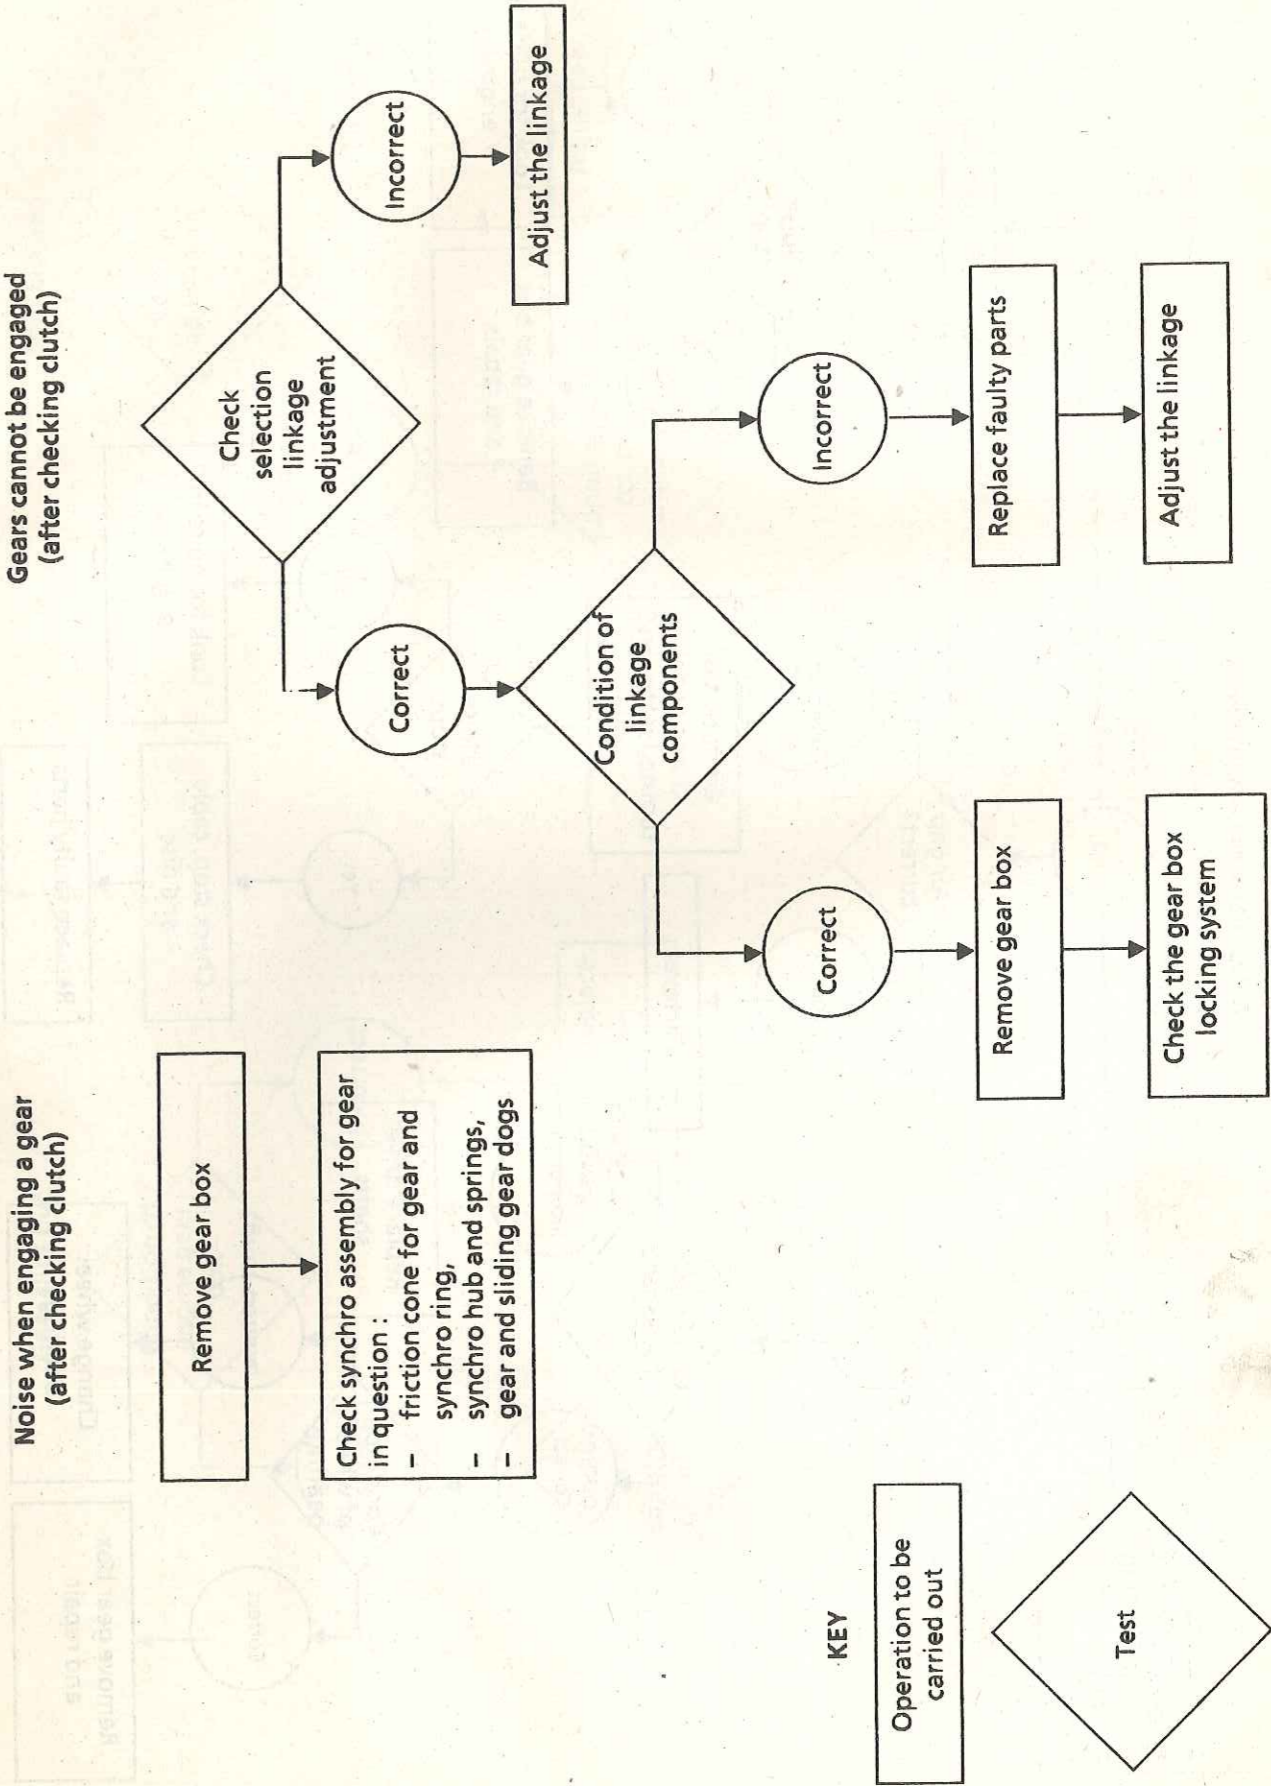 Noise when engaging a gear
(after checking clutch)
Remove gear box
Check synchro assembly for gear
in question :
– friction cone for gear and
synchro ring,
– synchro hub and springs,
– gear and sliding gear dogs
Gears cannot be engaged
(after checking clutch)
Check
selection
linkage
adjustment
Correct
Incorrect
Adjust the linkage
Condition of
linkage
components
Correct
Incorrect
Remove gear box
Replace faulty parts
Check the gear box
locking system
Adjust the linkage
KEY
Operation to be
carried out
Test